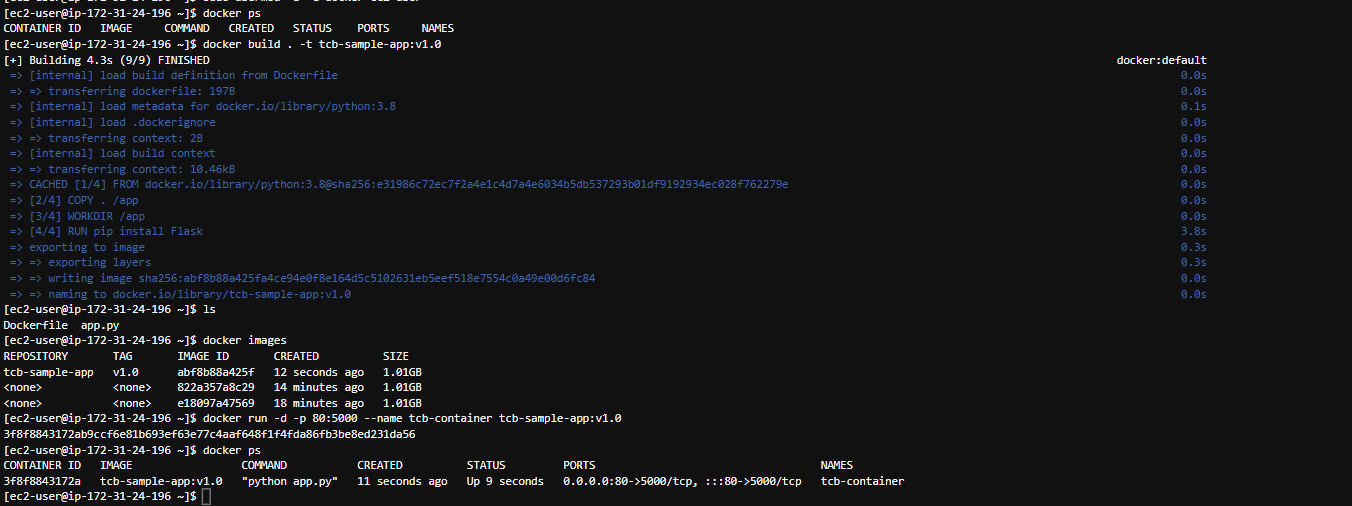 [ec2-user@ip-172-31-24-196 ~]$ docker ps
CONTAINER ID   IMAGE     COMMAND   CREATED   STATUS    PORTS     NAMES
[ec2-user@ip-172-31-24-196 ~]$ docker build . -t tcb-sample-app:v1.0
[+] Building 4.3s (9/9) FINISHED docker:default
=> [internal] load build definition from Dockerfile 0.0s
=> => transferring dockerfile: 197B 0.0s
=> [internal] load metadata for docker.io/library/python:3.8 0.1s
=> [internal] load .dockerignore 0.0s
=> => transferring context: 2B 0.0s
=> [internal] load build context 0.0s
=> => transferring context: 10.46kB 0.0s
=> CACHED [1/4] FROM docker.io/library/python:3.8@sha256:e31986c72ec7f2a4e1c4d7a4e6034b5db537293b01df9192934ec028f762279e 0.0s
=> [2/4] COPY . /app 0.0s
=> [3/4] WORKDIR /app 0.0s
=> [4/4] RUN pip install Flask 3.8s
=> exporting to image 0.3s
=> => exporting layers 0.3s
=> => writing image sha256:abf8b88a425fa4ce94e0f8e164d5c5102631eb5eef518e7554c0a49e00d6fc84 0.0s
=> => naming to docker.io/library/tcb-sample-app:v1.0 0.0s
[ec2-user@ip-172-31-24-196 ~]$ ls
Dockerfile  app.py
[ec2-user@ip-172-31-24-196 ~]$ docker images
REPOSITORY       TAG       IMAGE ID       CREATED          SIZE
tcb-sample-app   v1.0      abf8b88a425f   12 seconds ago   1.01GB
<none>           <none>    822a357a8c29   14 minutes ago   1.01GB
<none>           <none>    e18097a47569   18 minutes ago   1.01GB
[ec2-user@ip-172-31-24-196 ~]$ docker run -d -p 80:5000 --name tcb-container tcb-sample-app:v1.0
3f8f8843172ab9ccf6e81b693ef63e77c4aaf648f1f4fda86fb3be8ed231da56
[ec2-user@ip-172-31-24-196 ~]$ docker ps
CONTAINER ID   IMAGE                 COMMAND           CREATED          STATUS         PORTS                                   NAMES
3f8f8843172a   tcb-sample-app:v1.0   "python app.py"   11 seconds ago   Up 9 seconds   0.0.0.0:80->5000/tcp, :::80->5000/tcp   tcb-container
[ec2-user@ip-172-31-24-196 ~]$